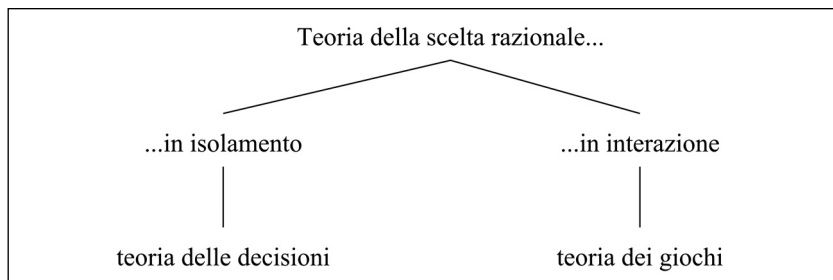 Teoria della scelta razionale...
...in isolamento
...in interazione
teoria delle decisioni
teoria dei giochi